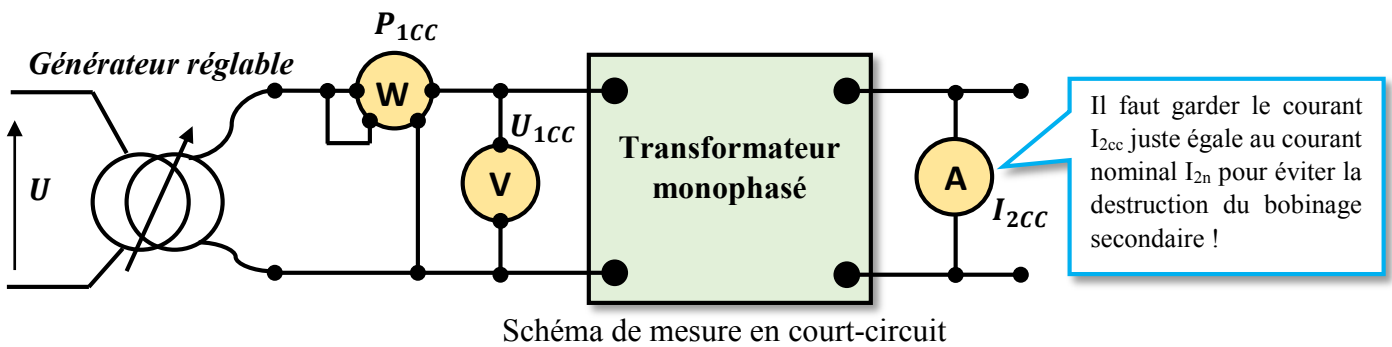 P1CC
Générateur réglable
W
U1CC
U
V
Transformateur
monophasé
A
I2CC
Il faut garder le courant
I2cc juste égale au courant
nominal I2n pour éviter la
destruction du bobinage
secondaire !
Schéma de mesure en court-circuit